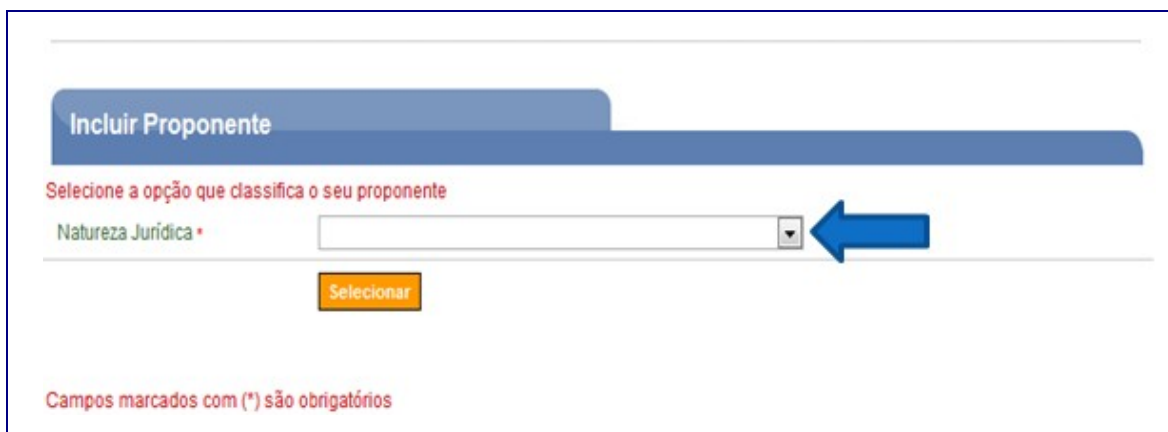 Incluir Proponente
Selecione a opção que classifica o seu proponente
Natureza Jurídica *
Selecionar
Campos marcados com (*) são obrigatórios